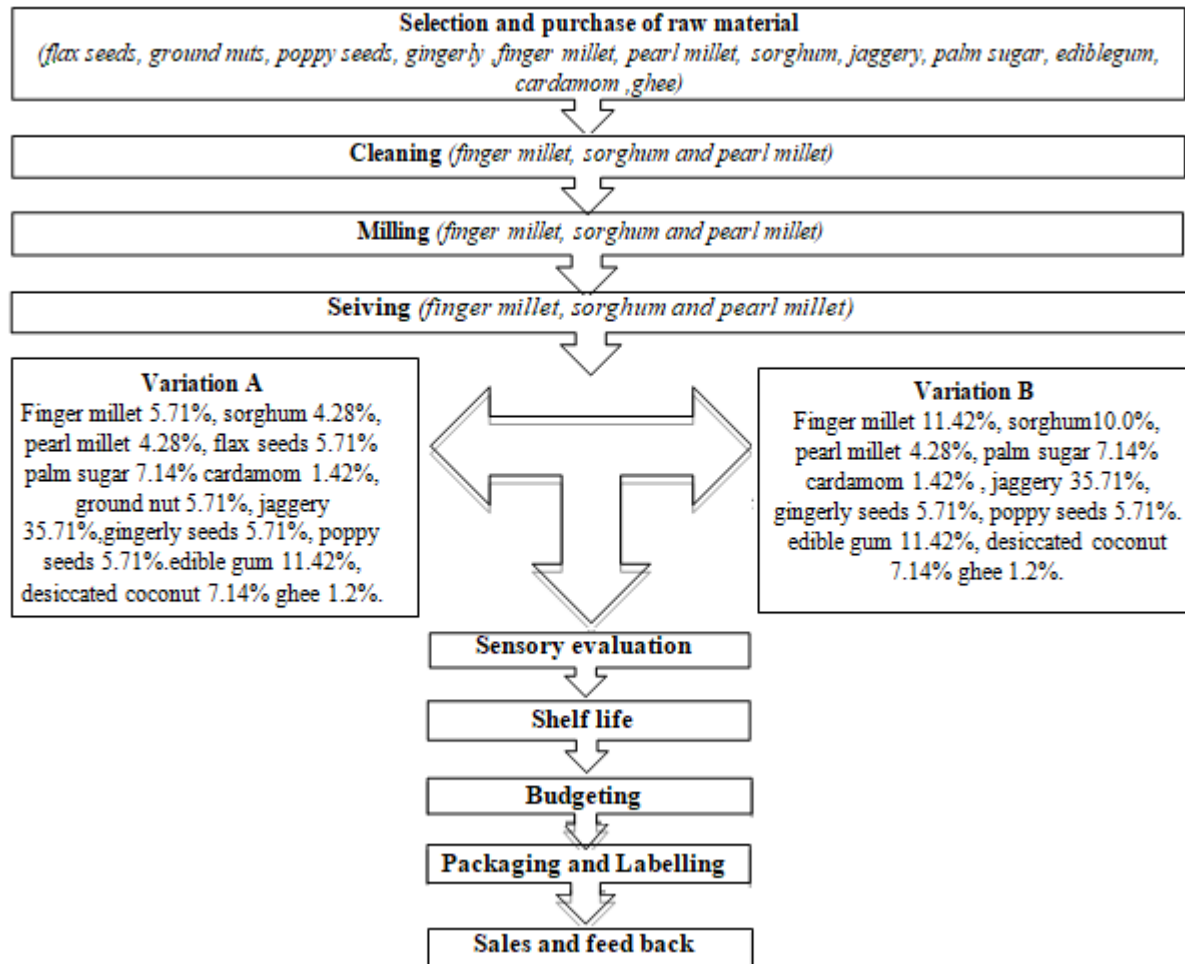 Selection and purchase of raw material
(flax seeds, ground nuts, poppy seeds, gingerly ,finger millet, pearl millet, sorghum, jaggery, palm sugar, ediblegum,
cardamom ,ghee)
Cleaning (finger millet, sorghum and pearl millet)
Milling (finger millet, sorghum and pearl millet)
Seiving (finger millet, sorghum and pearl millet)
Variation A
Finger millet 5.71%, sorghum 4.28%,
pearl millet 4.28%, flax seeds 5.71%
palm sugar 7.14% cardamom 1.42%,
ground nut 5.71%, jaggery
35.71%,gingerly seeds 5.71%, poppy
seeds 5.71%.edible gum 11.42%,
desiccated coconut 7.14% ghee 1.2%.
Variation B
Finger millet 11.42%, sorghum10.0%,
pearl millet 4.28%, palm sugar 7.14%
cardamom 1.42% , jaggery 35.71%,
gingerly seeds 5.71%, poppy seeds 5.71%.
edible gum 11.42%, desiccated coconut
7.14% ghee 1.2%.
Sensory evaluation
Shelf life
Budgeting
Packaging and Labelling
Sales and feed back